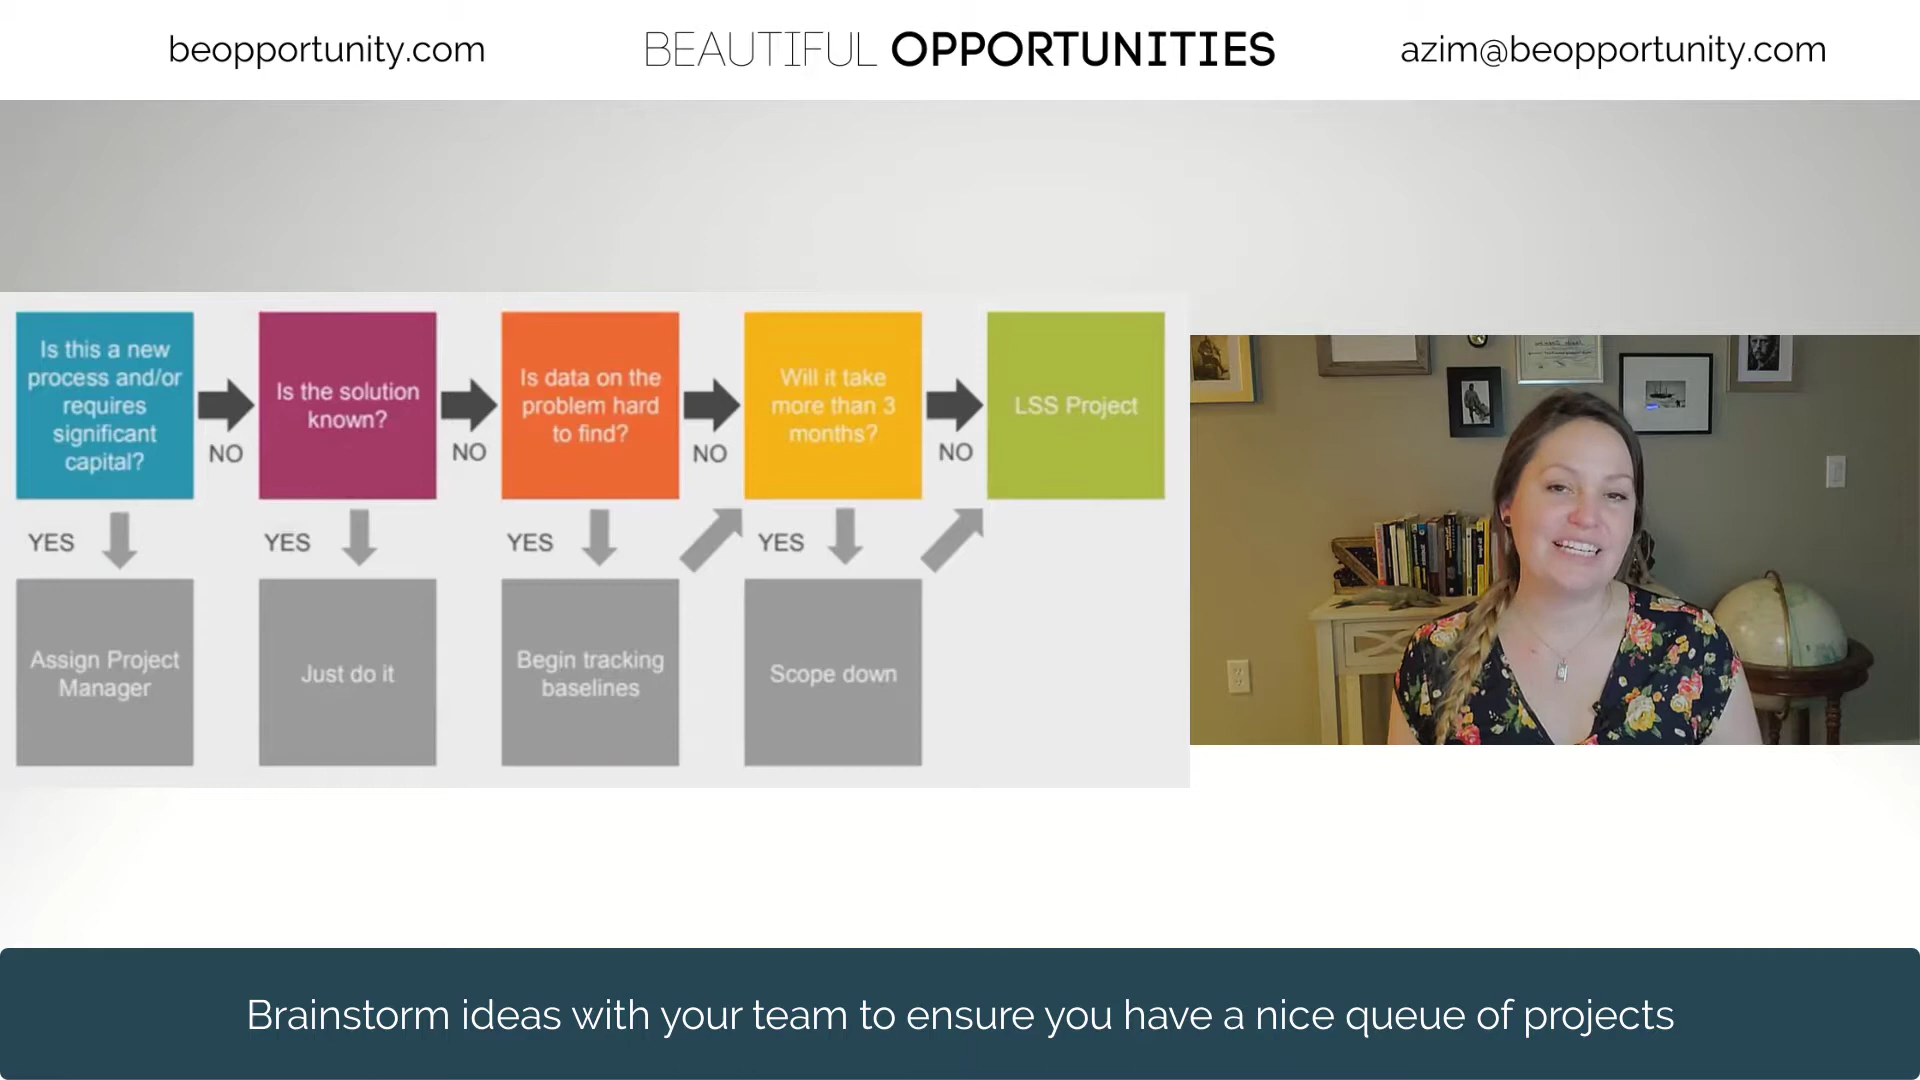 beopportunity.com
BEAUTIFUL OPPORTUNITIES
azim@beopportunity.com
Is this a new
process and/or
requires
significant
capital?
NO
Is the solution
known?
NO
Is data on the
problem hard
to find?
NO
Will it take
more than 3
months?
NO
LSS Project
YES
YES
YES
YES
Assign Project
Manager
Just do it
Begin tracking
baselines
Scope down
Brainstorm ideas with your team to ensure you have a nice queue of projects